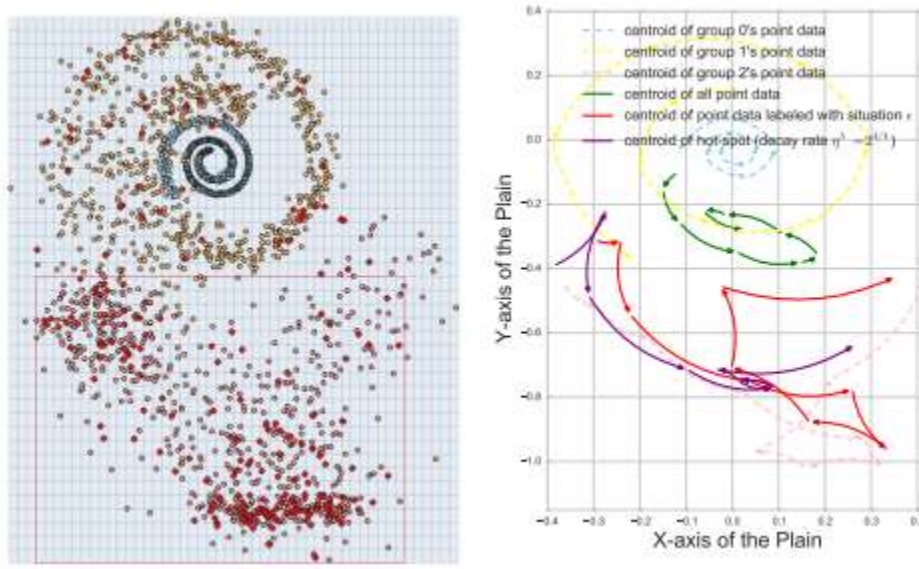 centroid of group 0's point data
centroid of group 1's point data
centroid of group 2's point data
centroid of all point data
centroid of point data labeled with situation
centroid of hot-spot (decay rate
0.4
0.2
0.0
−0.2
−0.4
−0.6
−0.8
−1.0
Y-axis of the Plain
−0.4
−0.3
−0.2
−0.1
0.0
0.1
0.2
0.3
X-axis of the Plain